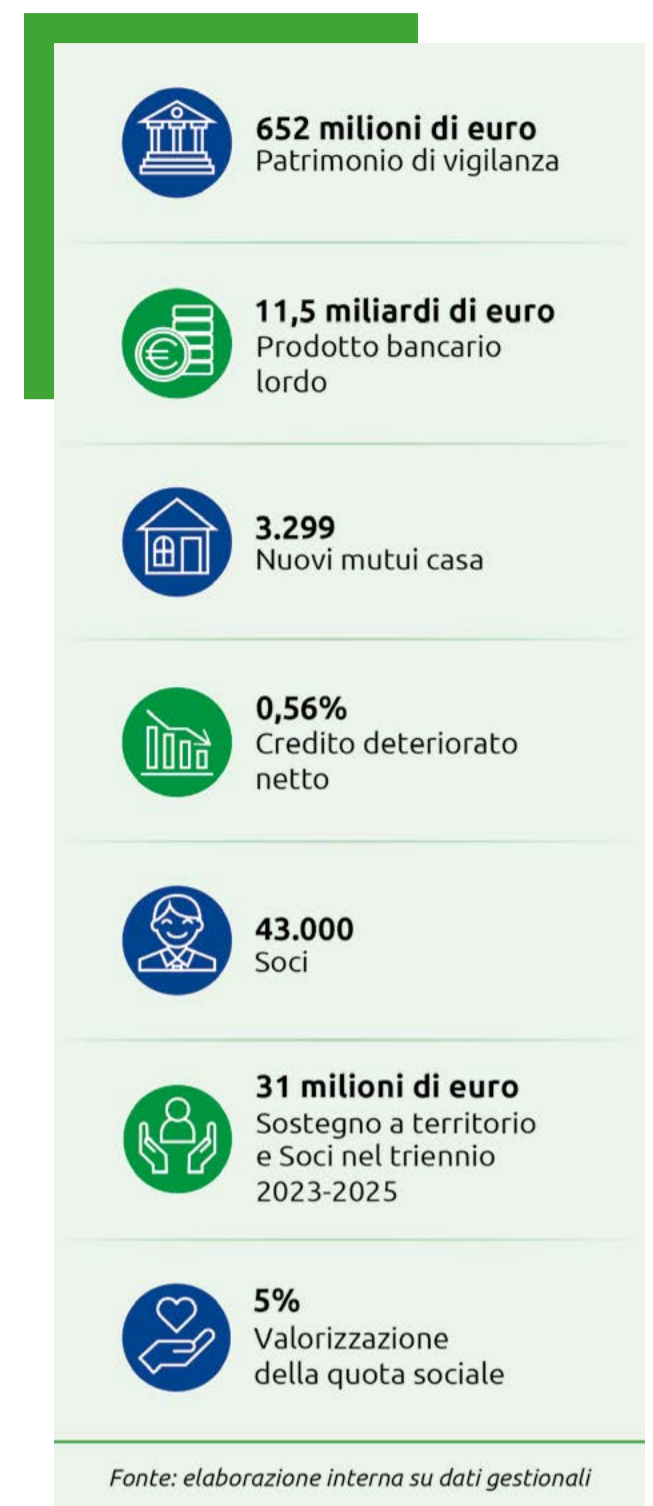 652 milioni di euro
Patrimonio di vigilanza
11,5 miliardi di euro
Prodotto bancario
lordo
3.299
Nuovi mutui casa
0,56%
Credito deteriorato
netto
43.000
Soci
31 milioni di euro
Sostegno a territorio
e Soci nel triennio
2023-2025
5%
Valorizzazione
della quota sociale
Fonte: elaborazione interna su dati gestionali